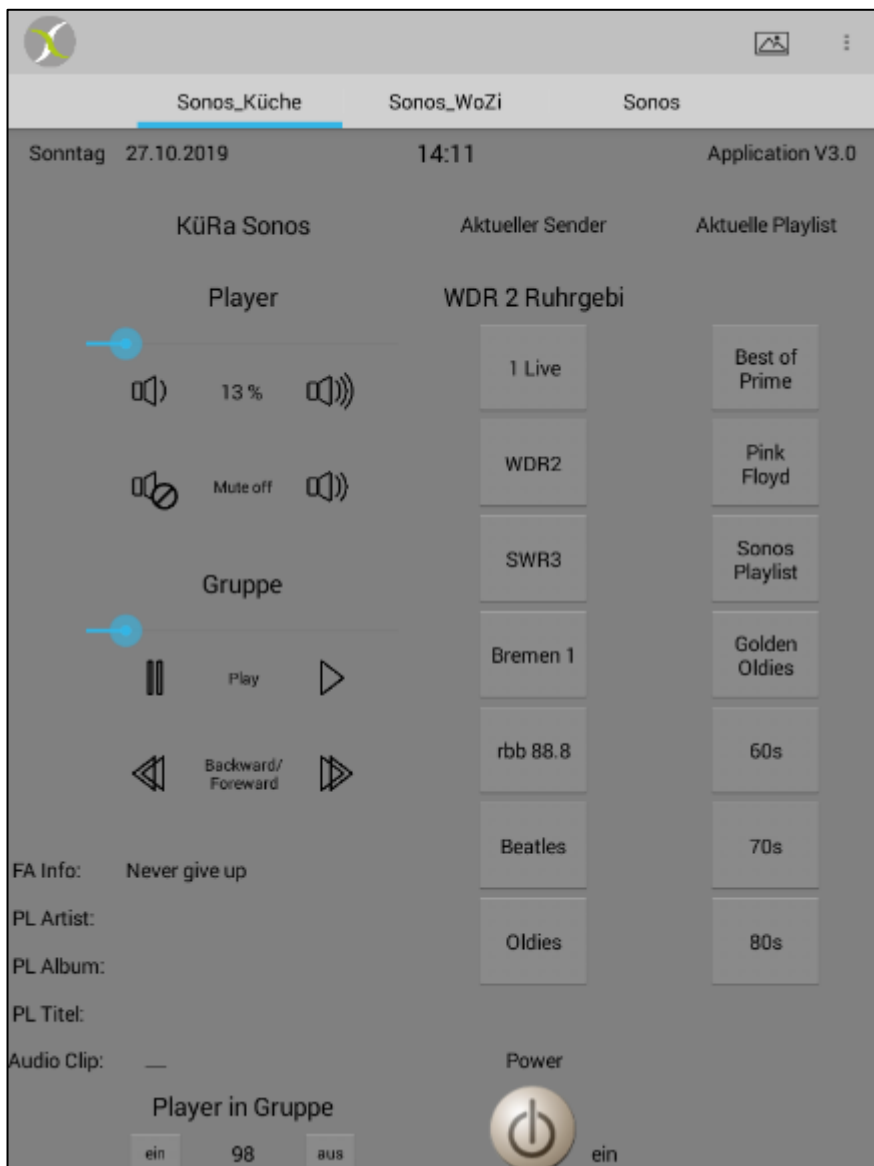 Sonos_Küche Sonos_WoZi Sonos
Sonntag 27.10.2019 14:11 Application V3.0
KüRa Sonos Aktueller Sender Aktuelle Playlist
Player WDR 2 Ruhrgebi
1 Live Best of
Prime
13 %
WDR2 Pink
Floyd
Mute off
SWR3 Sonos
Playlist
Gruppe
Bremen 1 Golden
Oldies
Play
rbb 88.8 60s
Backward/
Foreward
Beatles 70s
FA Info: Never give up
PL Artist:
Oldies 80s
PL Album:
PL Titel:
Audio Clip: __ Power
Player in Gruppe
ein 98 aus ein